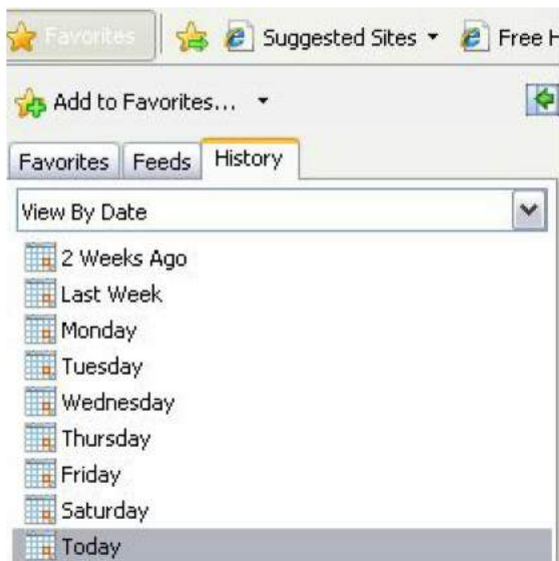 Favorites Suggested Sites Free H
Add to Favorites...
Favorites Feeds History
View By Date
2 Weeks Ago
Last Week
Monday
Tuesday
Wednesday
Thursday
Friday
Saturday
Today